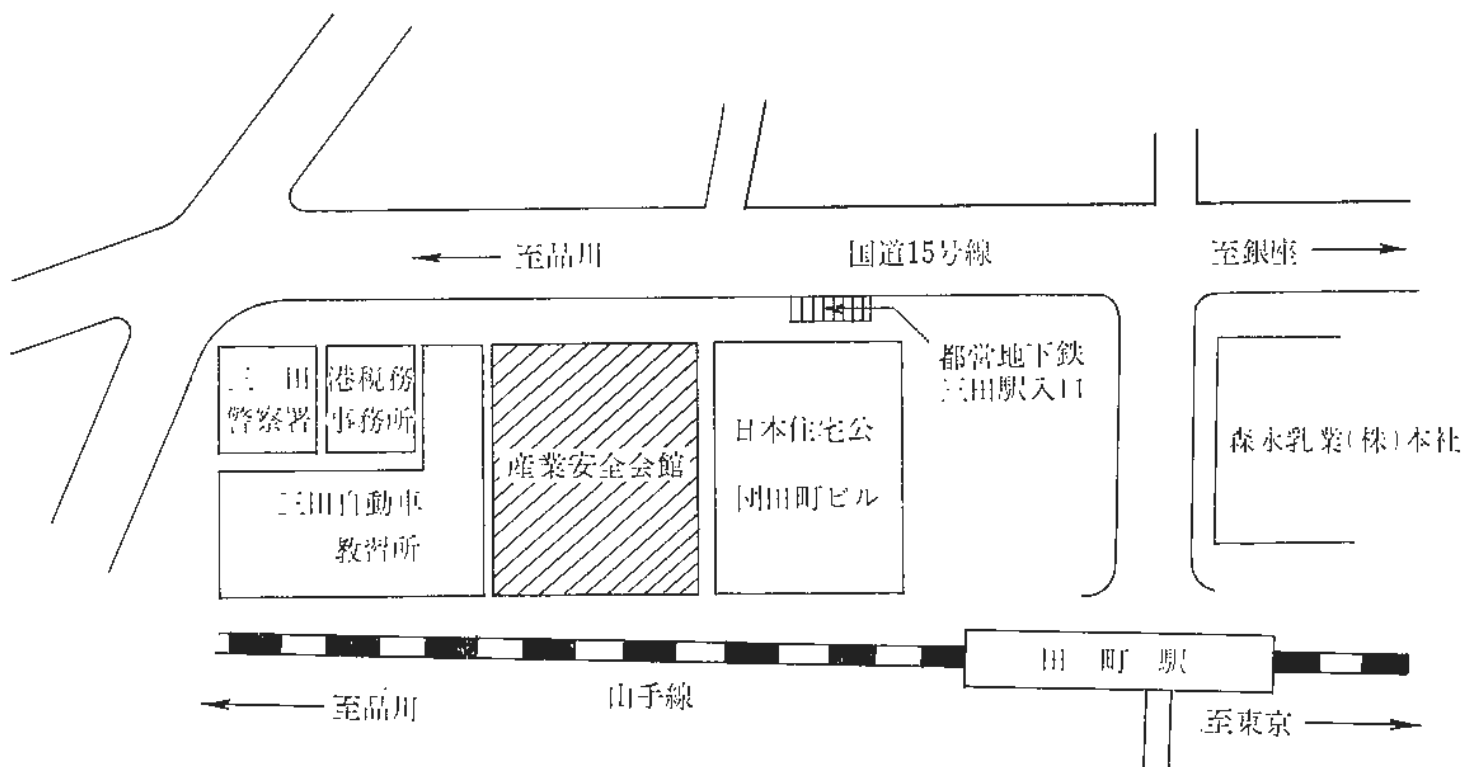 至品川
国道15号線
至銀座
都営地下鉄
三田駅入口
三田
警察署
港税務
事務所
三田自動車
教習所
産業安全会館
日本住宅公
団田町ビル
森永乳業(株)本社
田町駅
山手線
至品川
至東京